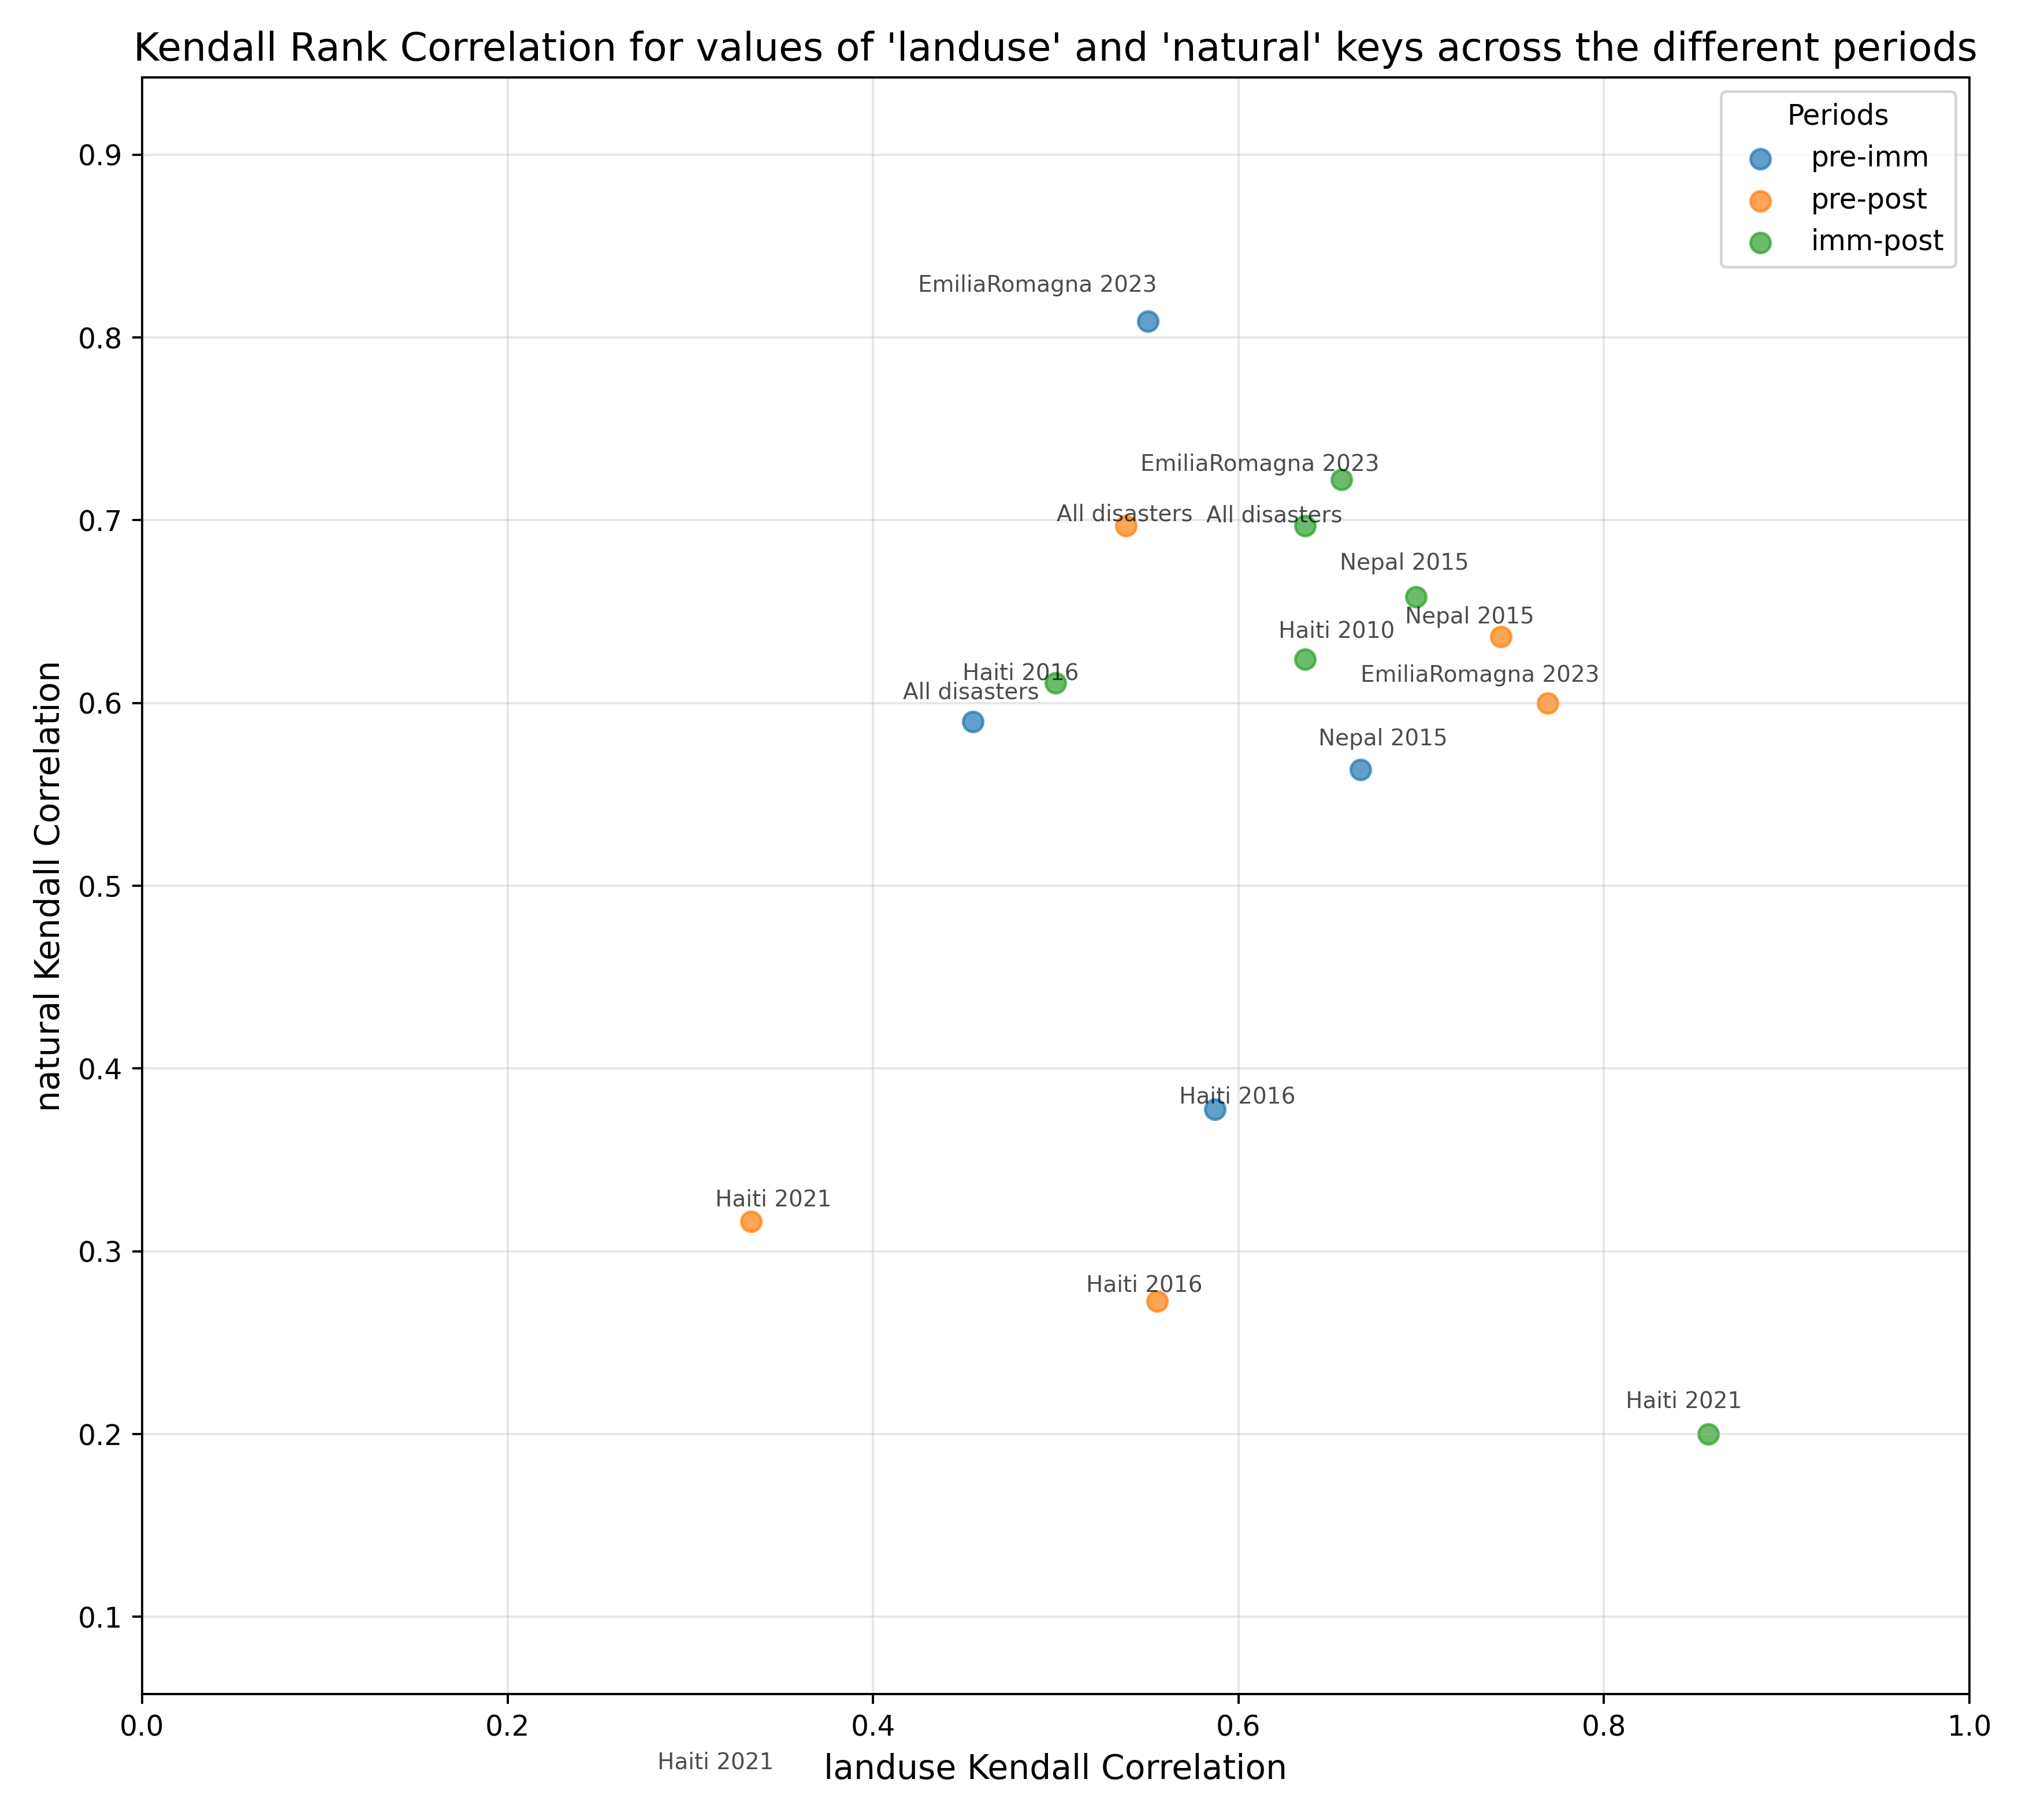 Kendall Rank Correlation for values of 'landuse' and 'natural' keys across the different periods
Periods
pre-imm
pre-post
imm-post
natural Kendall Correlation
0.9
0.8
0.7
0.6
0.5
0.4
0.3
0.2
0.1
EmiliaRomagna 2023
EmiliaRomagna 2023
All disasters
All disasters
Nepal 2015
Nepal 2015
Haiti 2010
Haiti 2016
EmiliaRomagna 2023
All disasters
Nepal 2015
Haiti 2016
Haiti 2021
Haiti 2016
Haiti 2021
0.0
0.2
0.4
0.6
0.8
1.0
Haiti 2021
landuse Kendall Correlation